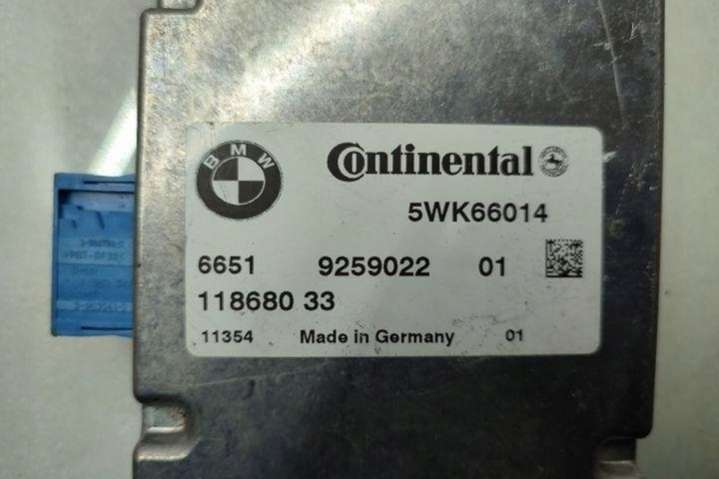 BMW
Continental
5WK66014
6651 9259022 01
118680 33
11354 Made in Germany 01